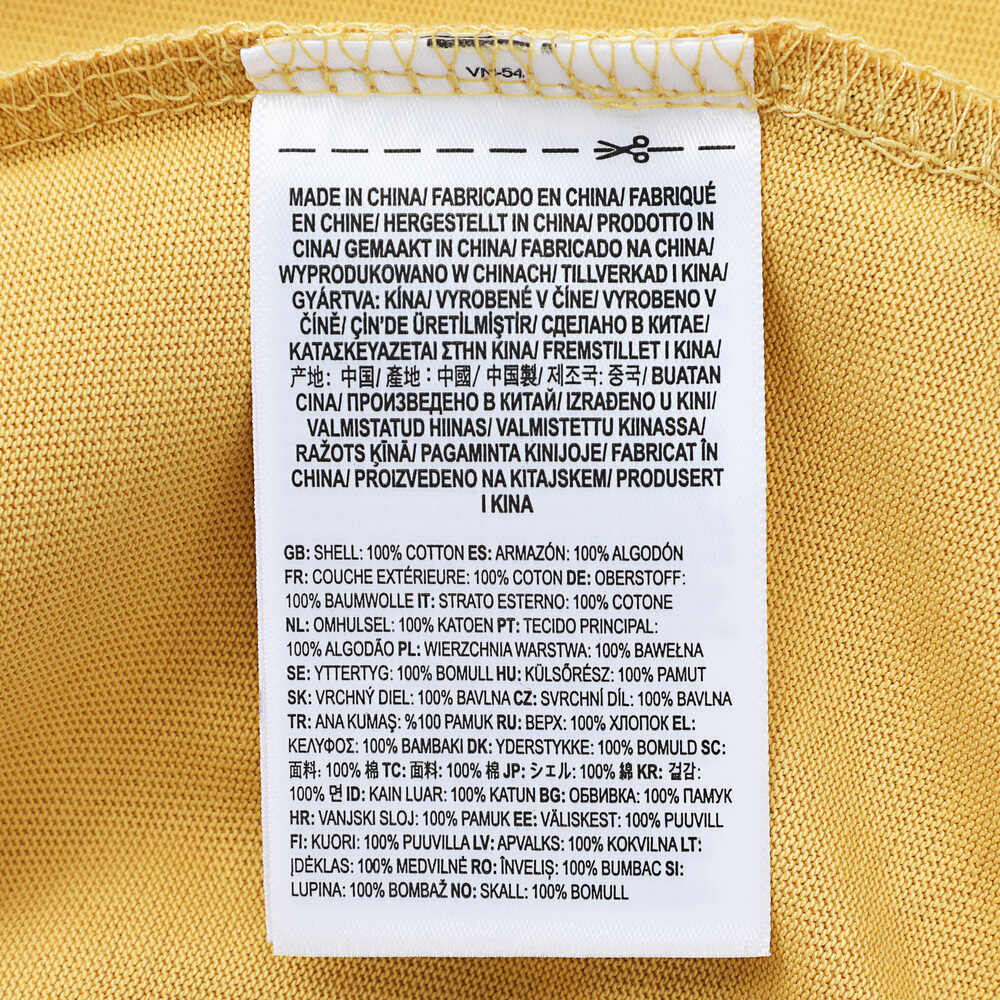 MADE IN CHINA/ FABRICADO EN CHINA/ FABRIQUÉ
EN CHINE/ HERGESTELLT IN CHINA/ PRODOTTO IN
CINA/ GEMAAKT IN CHINA/ FABRICADO NA CHINA/
WYPRODUKOWANO W CHINACH/ TILLVERKAD I KINA/
GYÁRTVA: KÍNA/ VYROBENÉ V ČÍNE/ VYROBENO V
ČÍNĚ/ ÇİN'DE ÜRETİLMİŞTİR/ СДЕЛАНО В КИТАЕ/
ΚΑΤΑΣΚΕΥΑΖΕΤΑΙ ΣΤΗΝ ΚΙΝΑ/ FREMSTILLET I KINA/
产地: 中国/ 產地：中國/ 中国製/ 제조국: 중국/ BUATAN
CINA/ ПРОИЗВЕДЕНО В КИТАЙ/ IZRAĐENO U KINI/
VALMISTATUD HIINAS/ VALMISTETTU KIINASSA/
RAŽOTS ĶĪNĀ/ PAGAMINTA KINIJOJE/ FABRICAT ÎN
CHINA/ PROIZVEDENO NA KITAJSKEM/ PRODUSERT
I KINA
GB: SHELL: 100% COTTON ES: ARMAZÓN: 100% ALGODÓN
FR: COUCHE EXTÉRIEURE: 100% COTON DE: OBERSTOFF:
100% BAUMWOLLE IT: STRATO ESTERNO: 100% COTONE
NL: OMHULSEL: 100% KATOEN PT: TECIDO PRINCIPAL:
100% ALGODÃO PL: WIERZCHNIA WARSTWA: 100% BAWEŁNA
SE: YTTERTYG: 100% BOMULL HU: KÜLSŐRÉSZ: 100% PAMUT
SK: VRCHNÝ DIEL: 100% BAVLNA CZ: SVRCHNÍ DÍL: 100% BAVLNA
TR: ANA KUMAŞ: %100 PAMUK RU: ВЕРХ: 100% ХЛОПОК EL:
ΚΕΛΥΦΟΣ: 100% ΒΑΜΒΑΚΙ DK: YDERSTYKKE: 100% BOMULD SC:
面料: 100% 棉 TC: 面料: 100% 棉 JP: シェル: 100% 綿 KR: 겉감:
100% 면 ID: KAIN LUAR: 100% KATUN BG: ОБВИВКА: 100% ПАМУК
HR: VANJSKI SLOJ: 100% PAMUK EE: VÄLISKEST: 100% PUUVILL
FI: KUORI: 100% PUUVILLA LV: APVALKS: 100% KOKVILNA LT:
ĮDĖKLAS: 100% MEDVILNĖ RO: ÎNVELIȘ: 100% BUMBAC SI:
LUPINA: 100% BOMBAŽ NO: SKALL: 100% BOMULL